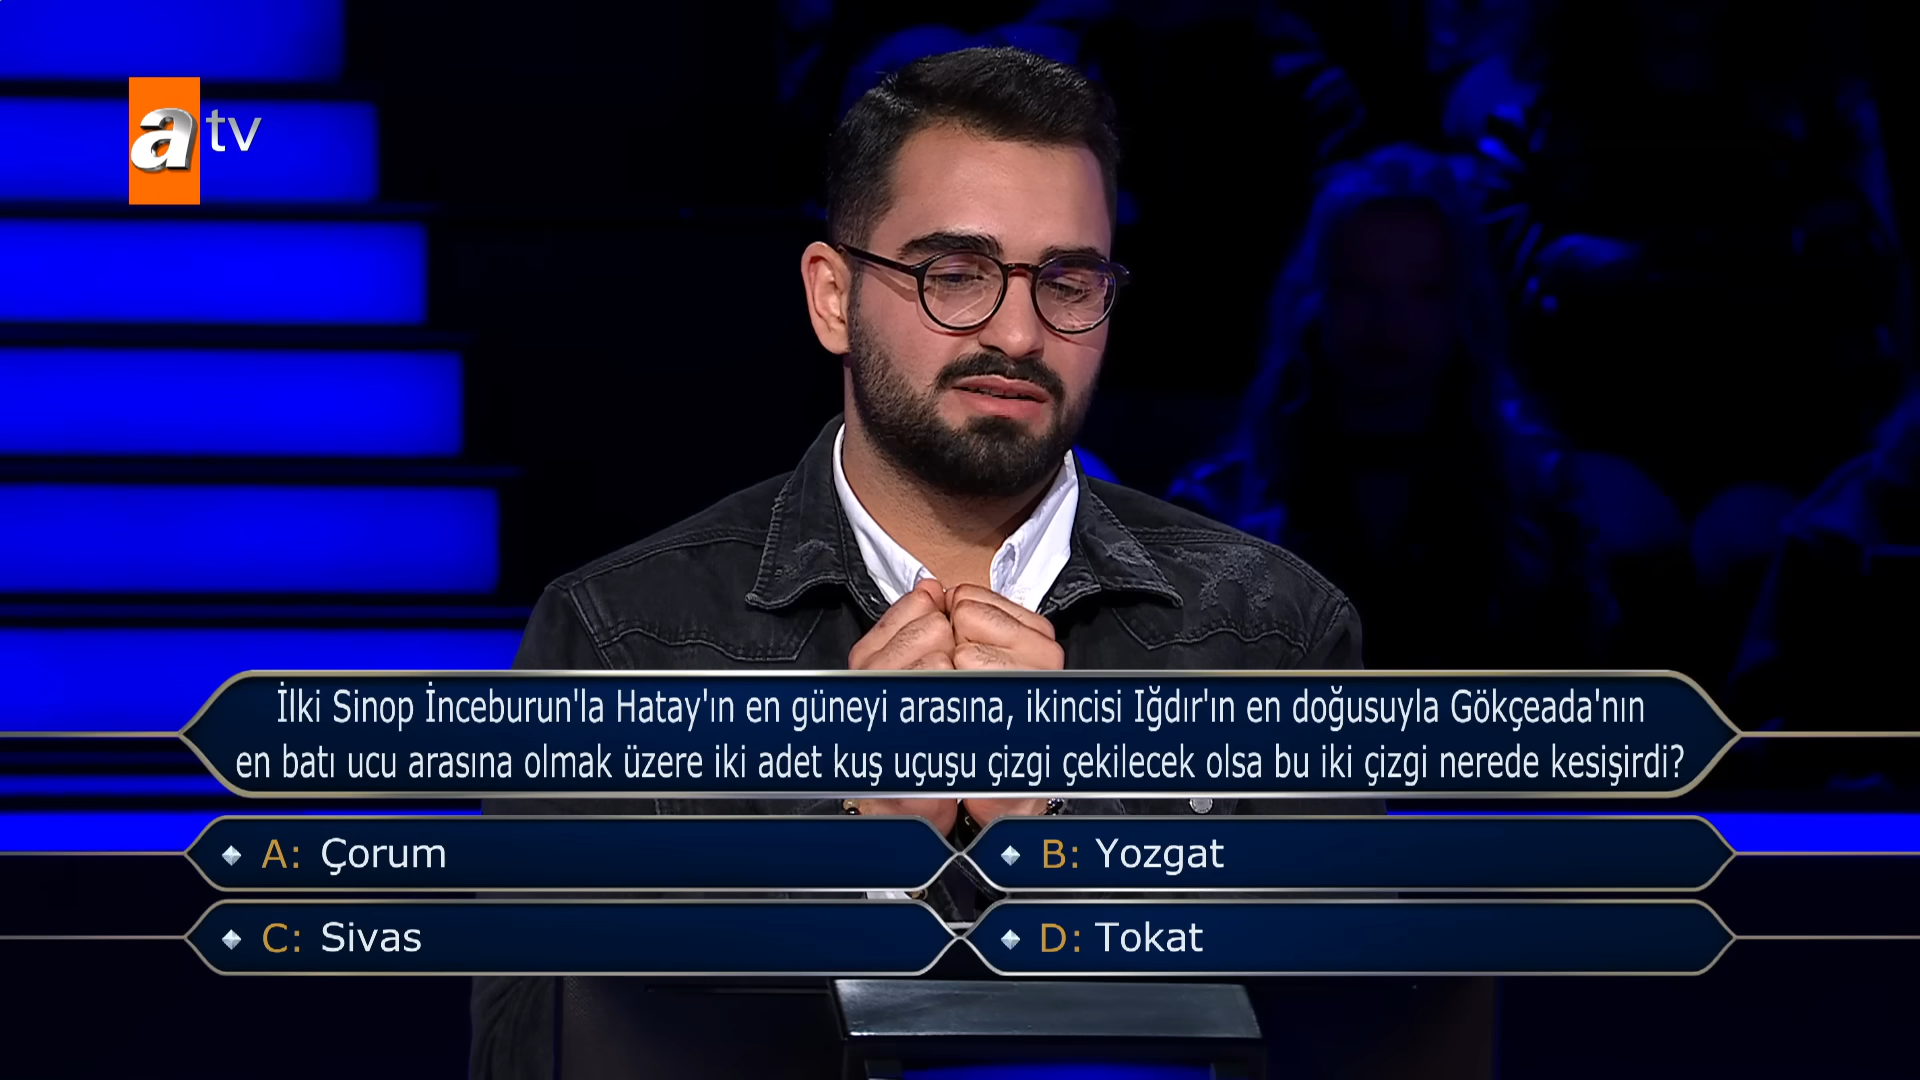 atv
İlki Sinop İnceburun'la Hatay'ın en güneyi arasına, ikincisi Iğdır'ın en doğusuyla Gökçeada'nın
en batı ucu arasına olmak üzere iki adet kuş uçuşu çizgi çekilecek olsa bu iki çizgi nerede kesişirdi?
A: Çorum
B: Yozgat
C: Sivas
D: Tokat